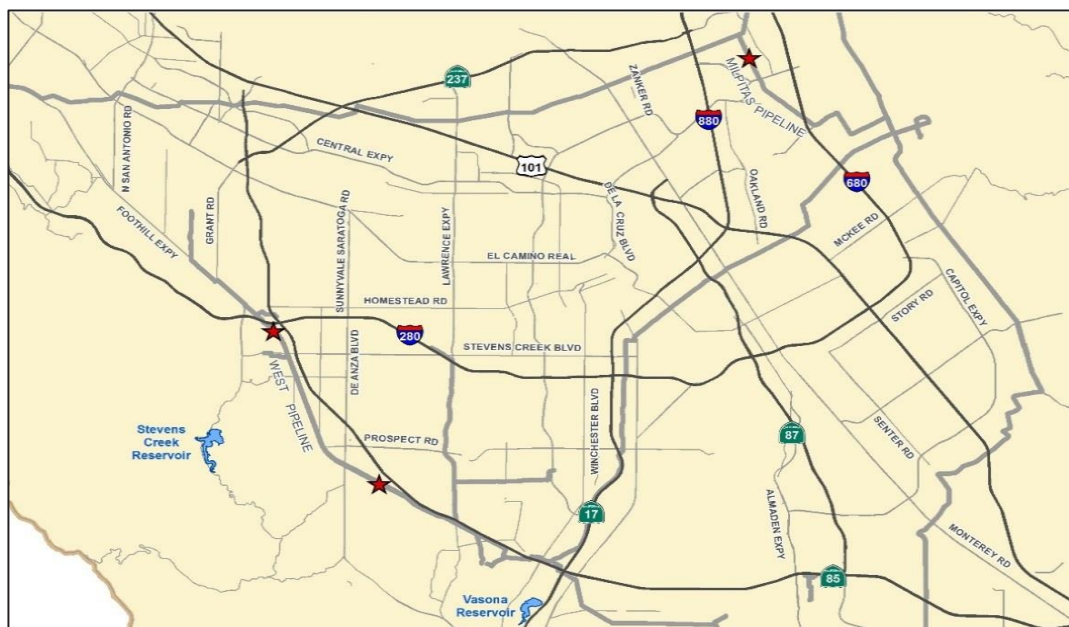 237
ZANKER RD
MILPITAS PIPELINE
880
N SAN ANTONIO RD
CENTRAL EXPY
101
OAKLAND RD
680
FOOTHILL EXPY
GRANT RD
SUNNYVALE SARATOGA RD
LAWRENCE EXPY
DE LA CRUZ BLVD
MCKEE RD
EL CAMINO REAL
CAPITOL EXPY
HOMESTEAD RD
STORY RD
280
STEVENS CREEK BLVD
DE ANZA BLVD
WEST PIPELINE
WINCHESTER BLVD
Stevens
Creek
Reservoir
PROSPECT RD
87
SENTER RD
17
ALMADEN EXPY
MONTEREY RD
85
Vasona
Reservoir